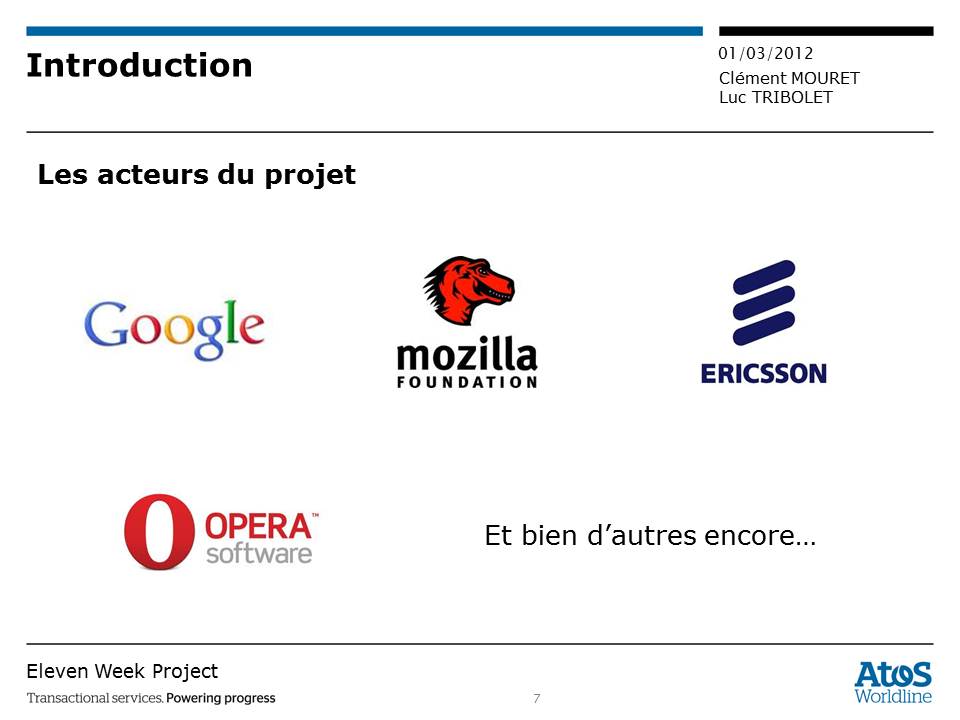 Introduction
01/03/2012
Clément MOURET
Luc TRIBOLET
Les acteurs du projet
Google
mozilla
FOUNDATION
ERICSSON
OPERA™
software
Et bien d’autres encore…
Eleven Week Project
Transactional services. Powering progress
7
Atos
Worldline